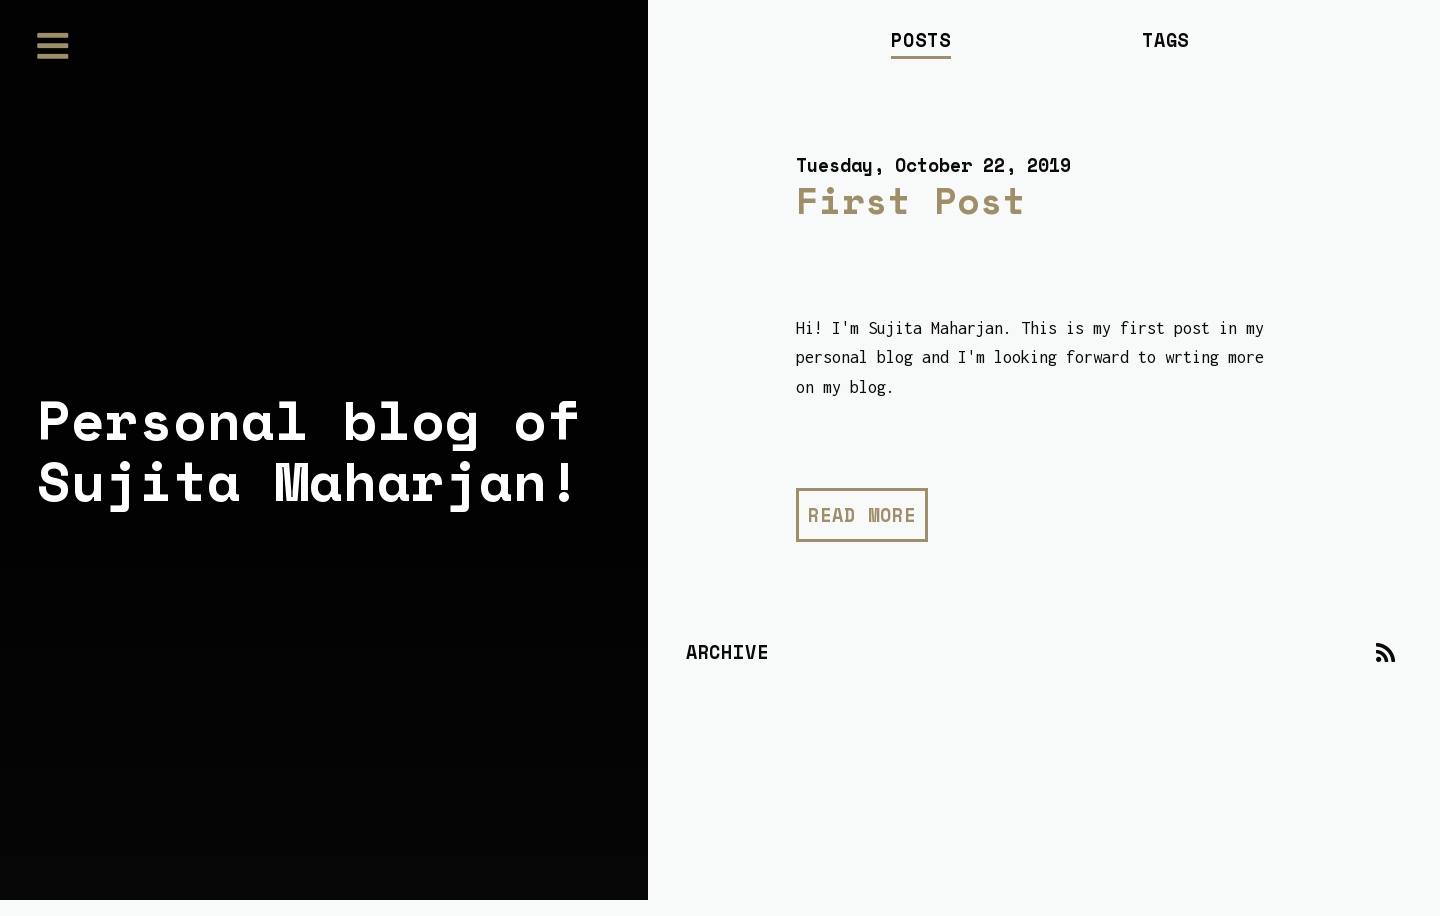 Personal blog of
Sujita Maharjan!
POSTS
TAGS
Tuesday, October 22, 2019
First Post
Hi! I'm Sujita Maharjan. This is my first post in my
personal blog and I'm looking forward to wrting more
on my blog.
READ MORE
ARCHIVE